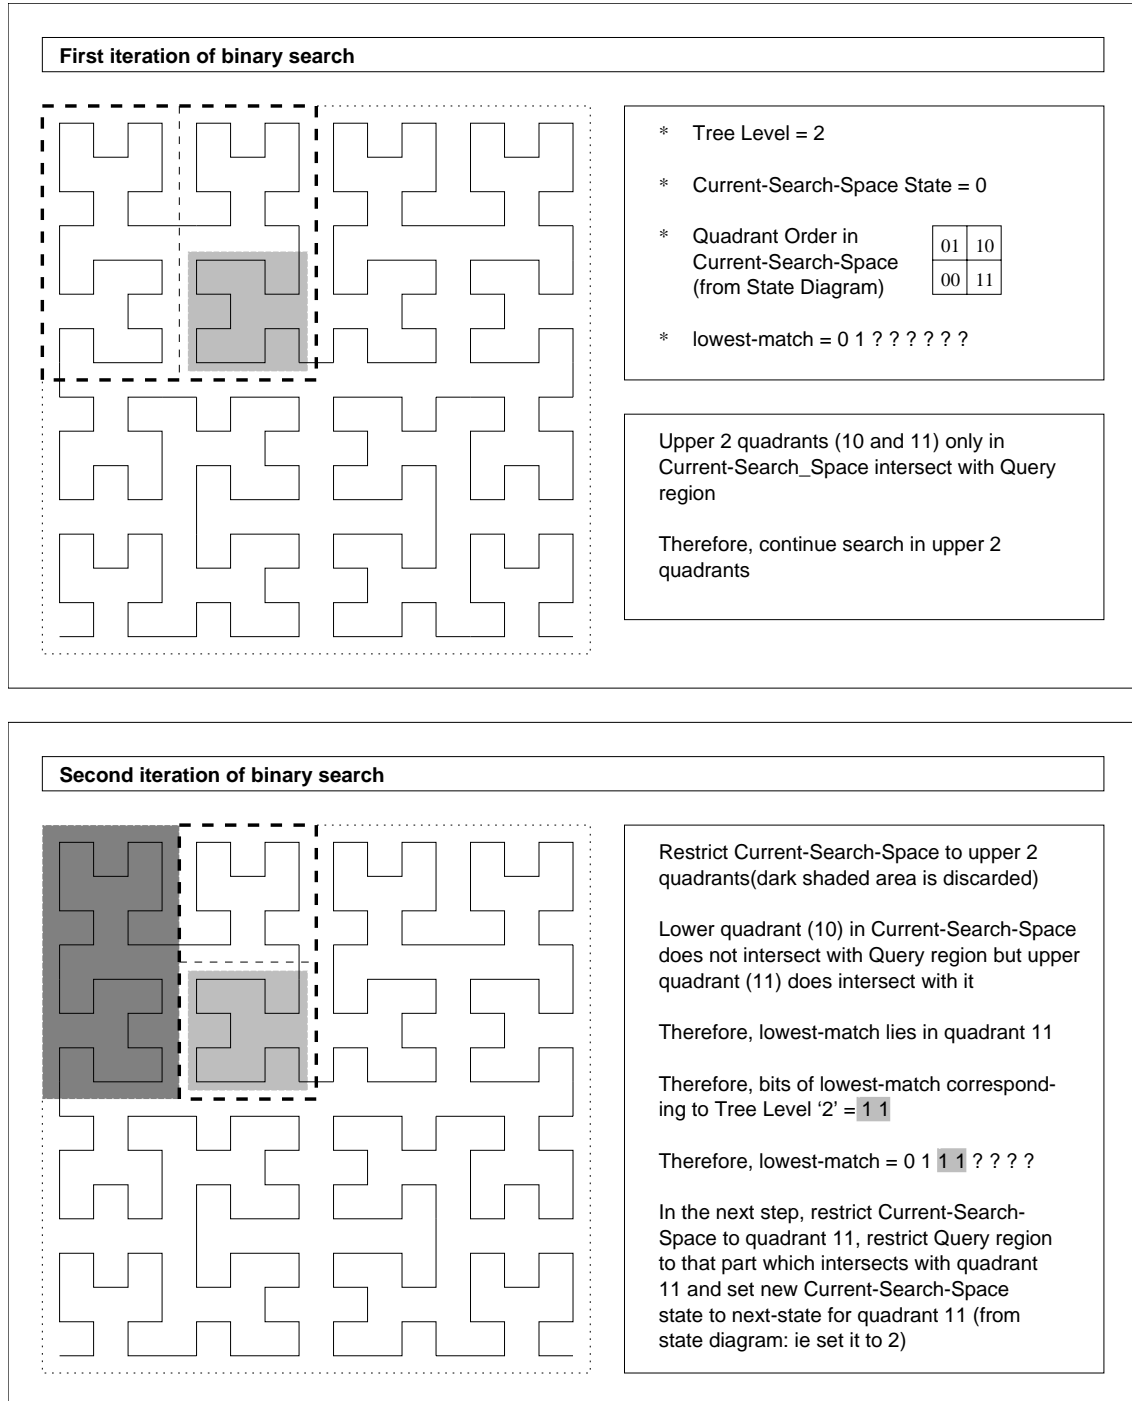 First iteration of binary search
* Tree Level = 2
* Current-Search-Space State = 0
* Quadrant Order in
Current-Search-Space
(from State Diagram)
01 10
00 11
* lowest-match = 0 1 ? ? ? ? ? ?
Upper 2 quadrants (10 and 11) only in
Current-Search_Space intersect with Query
region
Therefore, continue search in upper 2
quadrants
Second iteration of binary search
Restrict Current-Search-Space to upper 2
quadrants(dark shaded area is discarded)
Lower quadrant (10) in Current-Search-Space
does not intersect with Query region but upper
quadrant (11) does intersect with it
Therefore, lowest-match lies in quadrant 11
Therefore, bits of lowest-match correspond-
ing to Tree Level ‘2’ = 1 1
Therefore, lowest-match = 0 1 1 1 ? ? ? ?
In the next step, restrict Current-Search-
Space to quadrant 11, restrict Query region
to that part which intersects with quadrant
11 and set new Current-Search-Space
state to next-state for quadrant 11 (from
state diagram: ie set it to 2)